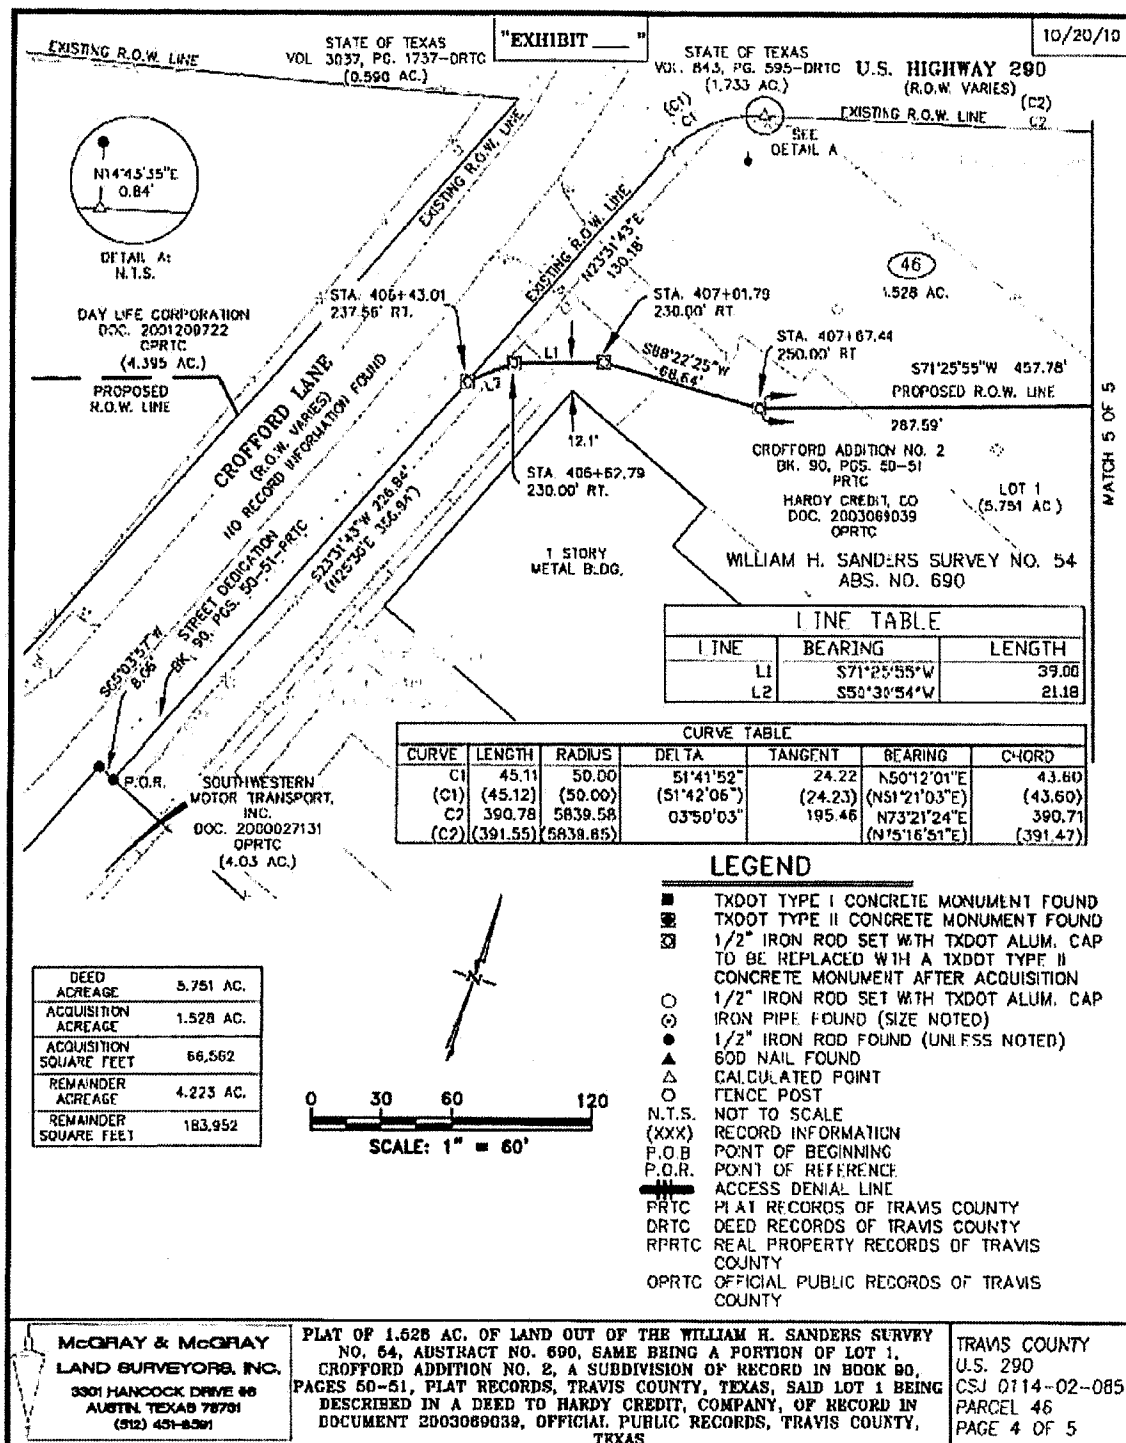 "EXHIBIT ____ "
10/20/10
EXISTING R.O.W. LINE
STATE OF TEXAS
VOL 3037, PG. 1737-DRTC
(0.590 AC.)
STATE OF TEXAS
VOL. 843, PG. 595-DRTC
(1.733 AC.)
U.S. HIGHWAY 290
(R.O.W. VARIES)
(C1)
C1
EXISTING R.O.W. LINE
(C2)
C2
SEE
DETAIL A
EXISTING R.O.W. LINE
N14°43'35"E
0.84'
DETAIL A:
N.T.S.
EXISTING R.O.W. LINE
N23°31'43"E
130.18'
46
1.528 AC.
DAY LIFE CORPORATION
DOC. 2001209722
OPRTC
(4.395 AC.)
PROPOSED
R.O.W. LINE
STA. 406+43.01
237.56' RT.
STA. 407+01.79
230.00' RT.
STA. 407+67.44
250.00' RT
L1
L2
S88°22'25"W
68.64'
S71°25'55"W 457.78'
PROPOSED R.O.W. LINE
287.59'
MATCH 5 OF 5
CROFFORD LANE
(R.O.W. VARIES)
NO RECORD INFORMATION FOUND
12.1'
STA. 406+62.79
230.00' RT.
CROFFORD ADDITION NO. 2
BK. 90, PGS. 50-51
PRTC
HARDY CREDIT, CO
DOC. 2003069039
OPRTC
LOT 1
(5.751 AC.)
S23°31'43"W 226.84'
(N25°30'E 356.94')
STREET DEDICATION
BK. 90, PGS. 50-51-PRTC
1 STORY
METAL BLDG.
WILLIAM H. SANDERS SURVEY NO. 54
ABS. NO. 690
S65°03'57"W
8.06'
P.O.R.
SOUTHWESTERN
MOTOR TRANSPORT,
INC.
DOC. 2000027131
OPRTC
(4.03 AC.)
LINE TABLE
LINE BEARING LENGTH
L1 S71°25'55"W 39.00
L2 S50°30'54"W 21.18
CURVE TABLE
CURVE LENGTH RADIUS DELTA TANGENT BEARING CHORD
C1 45.11 50.00 51°41'52" 24.22 N50°12'01"E 43.60
(C1) (45.12) (50.00) (51°42'06") (24.23) (N51°21'03"E) (43.60)
C2 390.78 5839.58 03°50'03" 195.46 N73°21'24"E 390.71
(C2) (391.55) (5839.65) (N75°16'51"E) (391.47)
LEGEND
TXDOT TYPE I CONCRETE MONUMENT FOUND
TXDOT TYPE II CONCRETE MONUMENT FOUND
1/2" IRON ROD SET WITH TXDOT ALUM. CAP
TO BE REPLACED WITH A TXDOT TYPE II
CONCRETE MONUMENT AFTER ACQUISITION
1/2" IRON ROD SET WITH TXDOT ALUM. CAP
IRON PIPE FOUND (SIZE NOTED)
1/2" IRON ROD FOUND (UNLESS NOTED)
60D NAIL FOUND
CALCULATED POINT
FENCE POST
N.T.S. NOT TO SCALE
(XXX) RECORD INFORMATION
P.O.B POINT OF BEGINNING
P.O.R. POINT OF REFERENCE
ACCESS DENIAL LINE
PRTC PLAT RECORDS OF TRAVIS COUNTY
DRTC DEED RECORDS OF TRAVIS COUNTY
RPRTC REAL PROPERTY RECORDS OF TRAVIS
COUNTY
OPRTC OFFICIAL PUBLIC RECORDS OF TRAVIS
COUNTY
DEED
ACREAGE 5.751 AC.
ACQUISITION
ACREAGE 1.528 AC.
ACQUISITION
SQUARE FEET 66,562
REMAINDER
ACREAGE 4.223 AC.
REMAINDER
SQUARE FEET 183,952
N
0 30 60 120
SCALE: 1" = 60'
McGRAY & McGRAY
LAND SURVEYORS, INC.
3301 HANCOCK DRIVE #6
AUSTIN, TEXAS 78731
(512) 451-8591
PLAT OF 1.528 AC. OF LAND OUT OF THE WILLIAM H. SANDERS SURVEY
NO. 54, ABSTRACT NO. 690, SAME BEING A PORTION OF LOT 1,
CROFFORD ADDITION NO. 2, A SUBDIVISION OF RECORD IN BOOK 90,
PAGES 50-51, PLAT RECORDS, TRAVIS COUNTY, TEXAS, SAID LOT 1 BEING
DESCRIBED IN A DEED TO HARDY CREDIT, COMPANY, OF RECORD IN
DOCUMENT 2003069039, OFFICIAL PUBLIC RECORDS, TRAVIS COUNTY,
TEXAS
TRAVIS COUNTY
U.S. 290
CSJ 0114-02-085
PARCEL 46
PAGE 4 OF 5